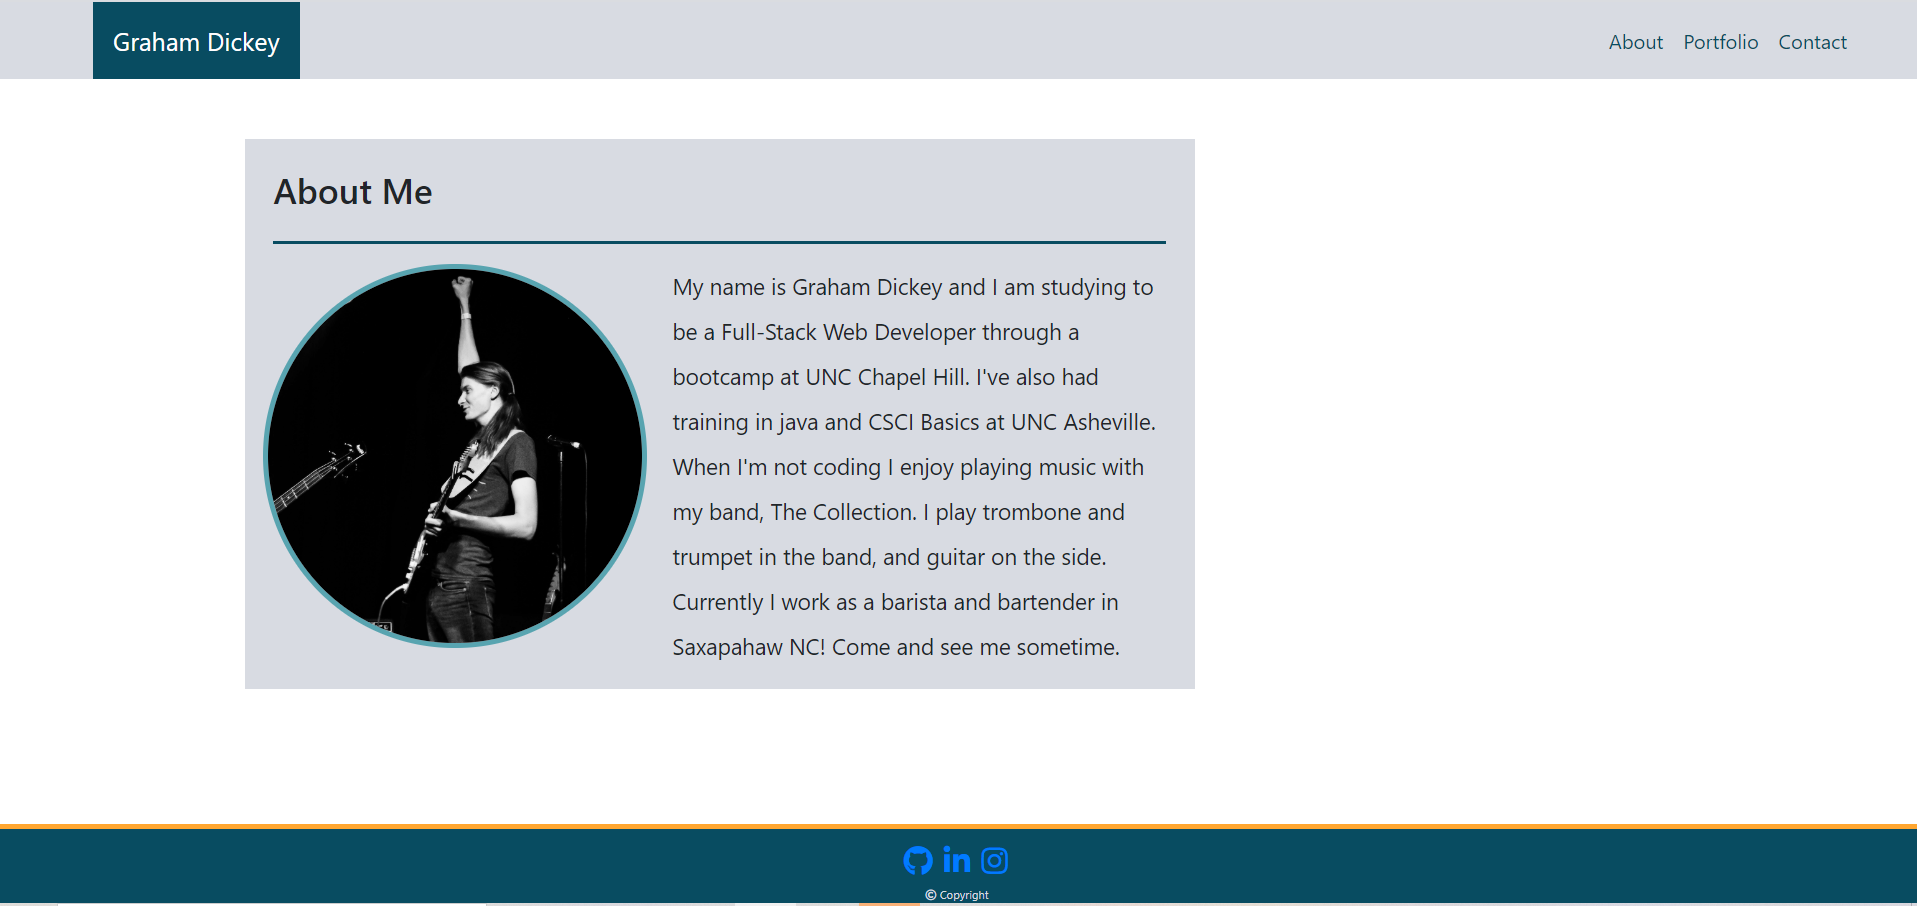 Graham Dickey
About Portfolio Contact
About Me
My name is Graham Dickey and I am studying to
be a Full-Stack Web Developer through a
bootcamp at UNC Chapel Hill. I've also had
training in java and CSCI Basics at UNC Asheville.
When I'm not coding I enjoy playing music with
my band, The Collection. I play trombone and
trumpet in the band, and guitar on the side.
Currently I work as a barista and bartender in
Saxapahaw NC! Come and see me sometime.
in
© Copyright